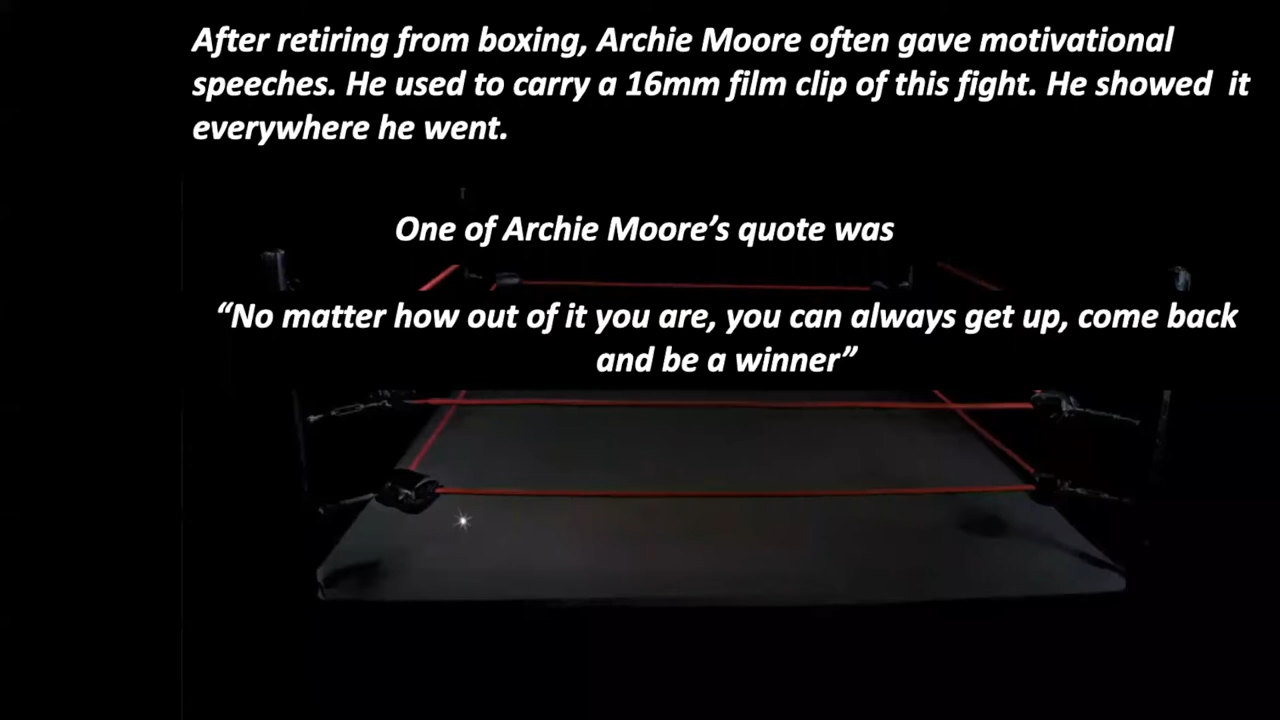 After retiring from boxing, Archie Moore often gave motivational
speeches. He used to carry a 16mm film clip of this fight. He showed it
everywhere he went.
One of Archie Moore’s quote was
“No matter how out of it you are, you can always get up, come back
and be a winner”